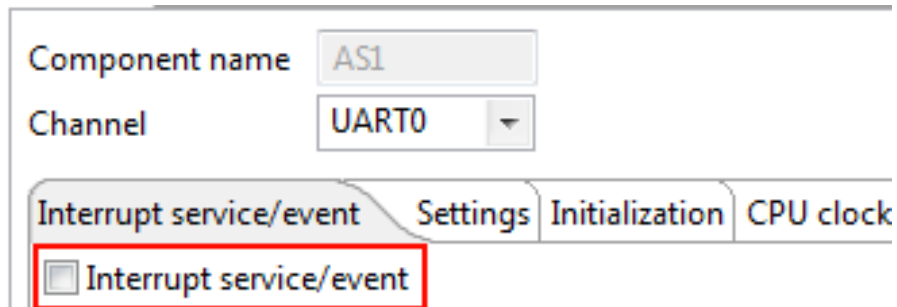 Component name AS1
Channel UART0
Interrupt service/event Settings Initialization CPU clock
Interrupt service/event